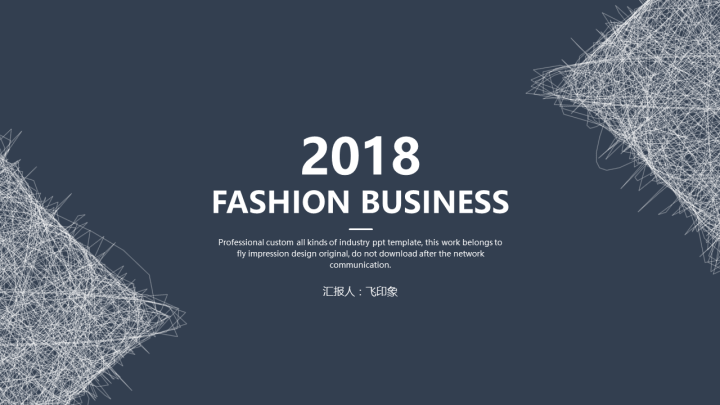 2018
FASHION BUSINESS
Professional custom all kinds of industry ppt template, this work belongs to
fly impression design original, do not download after the network
communication.
汇报人：飞印象